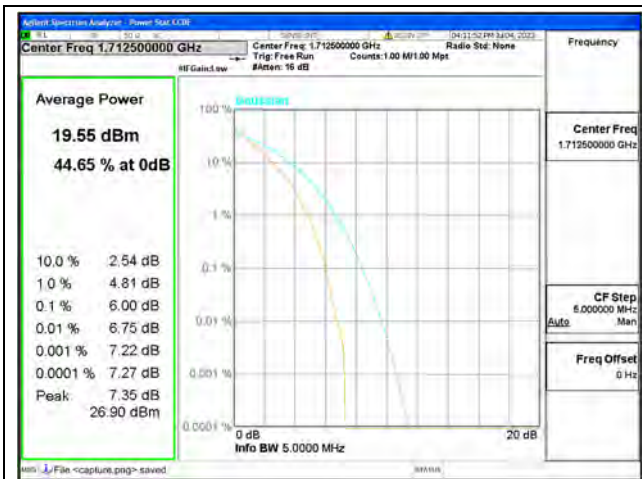 Agilent Spectrum Analyzer - Power Stat CCDF
Center Freq 1.712500000 GHz
Center Freq: 1.712500000 GHz
Radio Std: None
Trig: Free Run
Counts:1.00 M/1.00 Mpt
#IFGain:Low
#Atten: 16 dB
Frequency
Average Power
19.55 dBm
44.65 % at 0dB
10.0 % 2.54 dB
1.0 % 4.81 dB
0.1 % 6.00 dB
0.01 % 6.75 dB
0.001 % 7.22 dB
0.0001 % 7.27 dB
Peak 7.35 dB
26.90 dBm
Gaussian
100 %
10 %
1 %
0.1 %
0.01 %
0.001 %
0.0001 %
0 dB
20 dB
Info BW 5.0000 MHz
Center Freq
1.712500000 GHz
CF Step
5.000000 MHz
Auto Man
Freq Offset
0 Hz
MSG File <capture.png> saved
STATUS